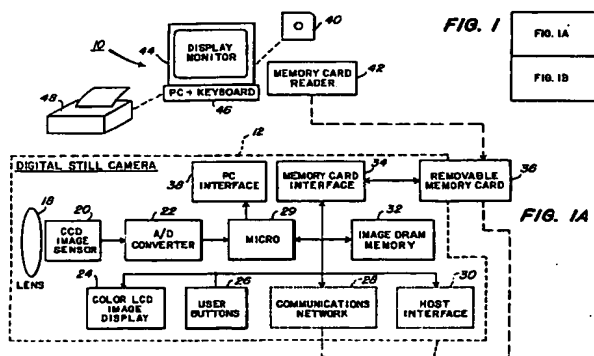 FIG. 1
FIG. 1A
FIG. 1B
10
44
DISPLAY
MONITOR
40
42
MEMORY CARD
READER
PC + KEYBOARD
46
48
12
DIGITAL STILL CAMERA
38
PC
INTERFACE
MEMORY CARD
INTERFACE
34
REMOVABLE
MEMORY CARD
36
FIG. 1A
18
LENS
20
CCD
IMAGE
SENSOR
22
A/D
CONVERTER
29
MICRO
32
IMAGE DRAM
MEMORY
24
COLOR LCD
IMAGE
DISPLAY
26
USER
BUTTONS
28
COMMUNICATIONS
NETWORK
30
HOST
INTERFACE